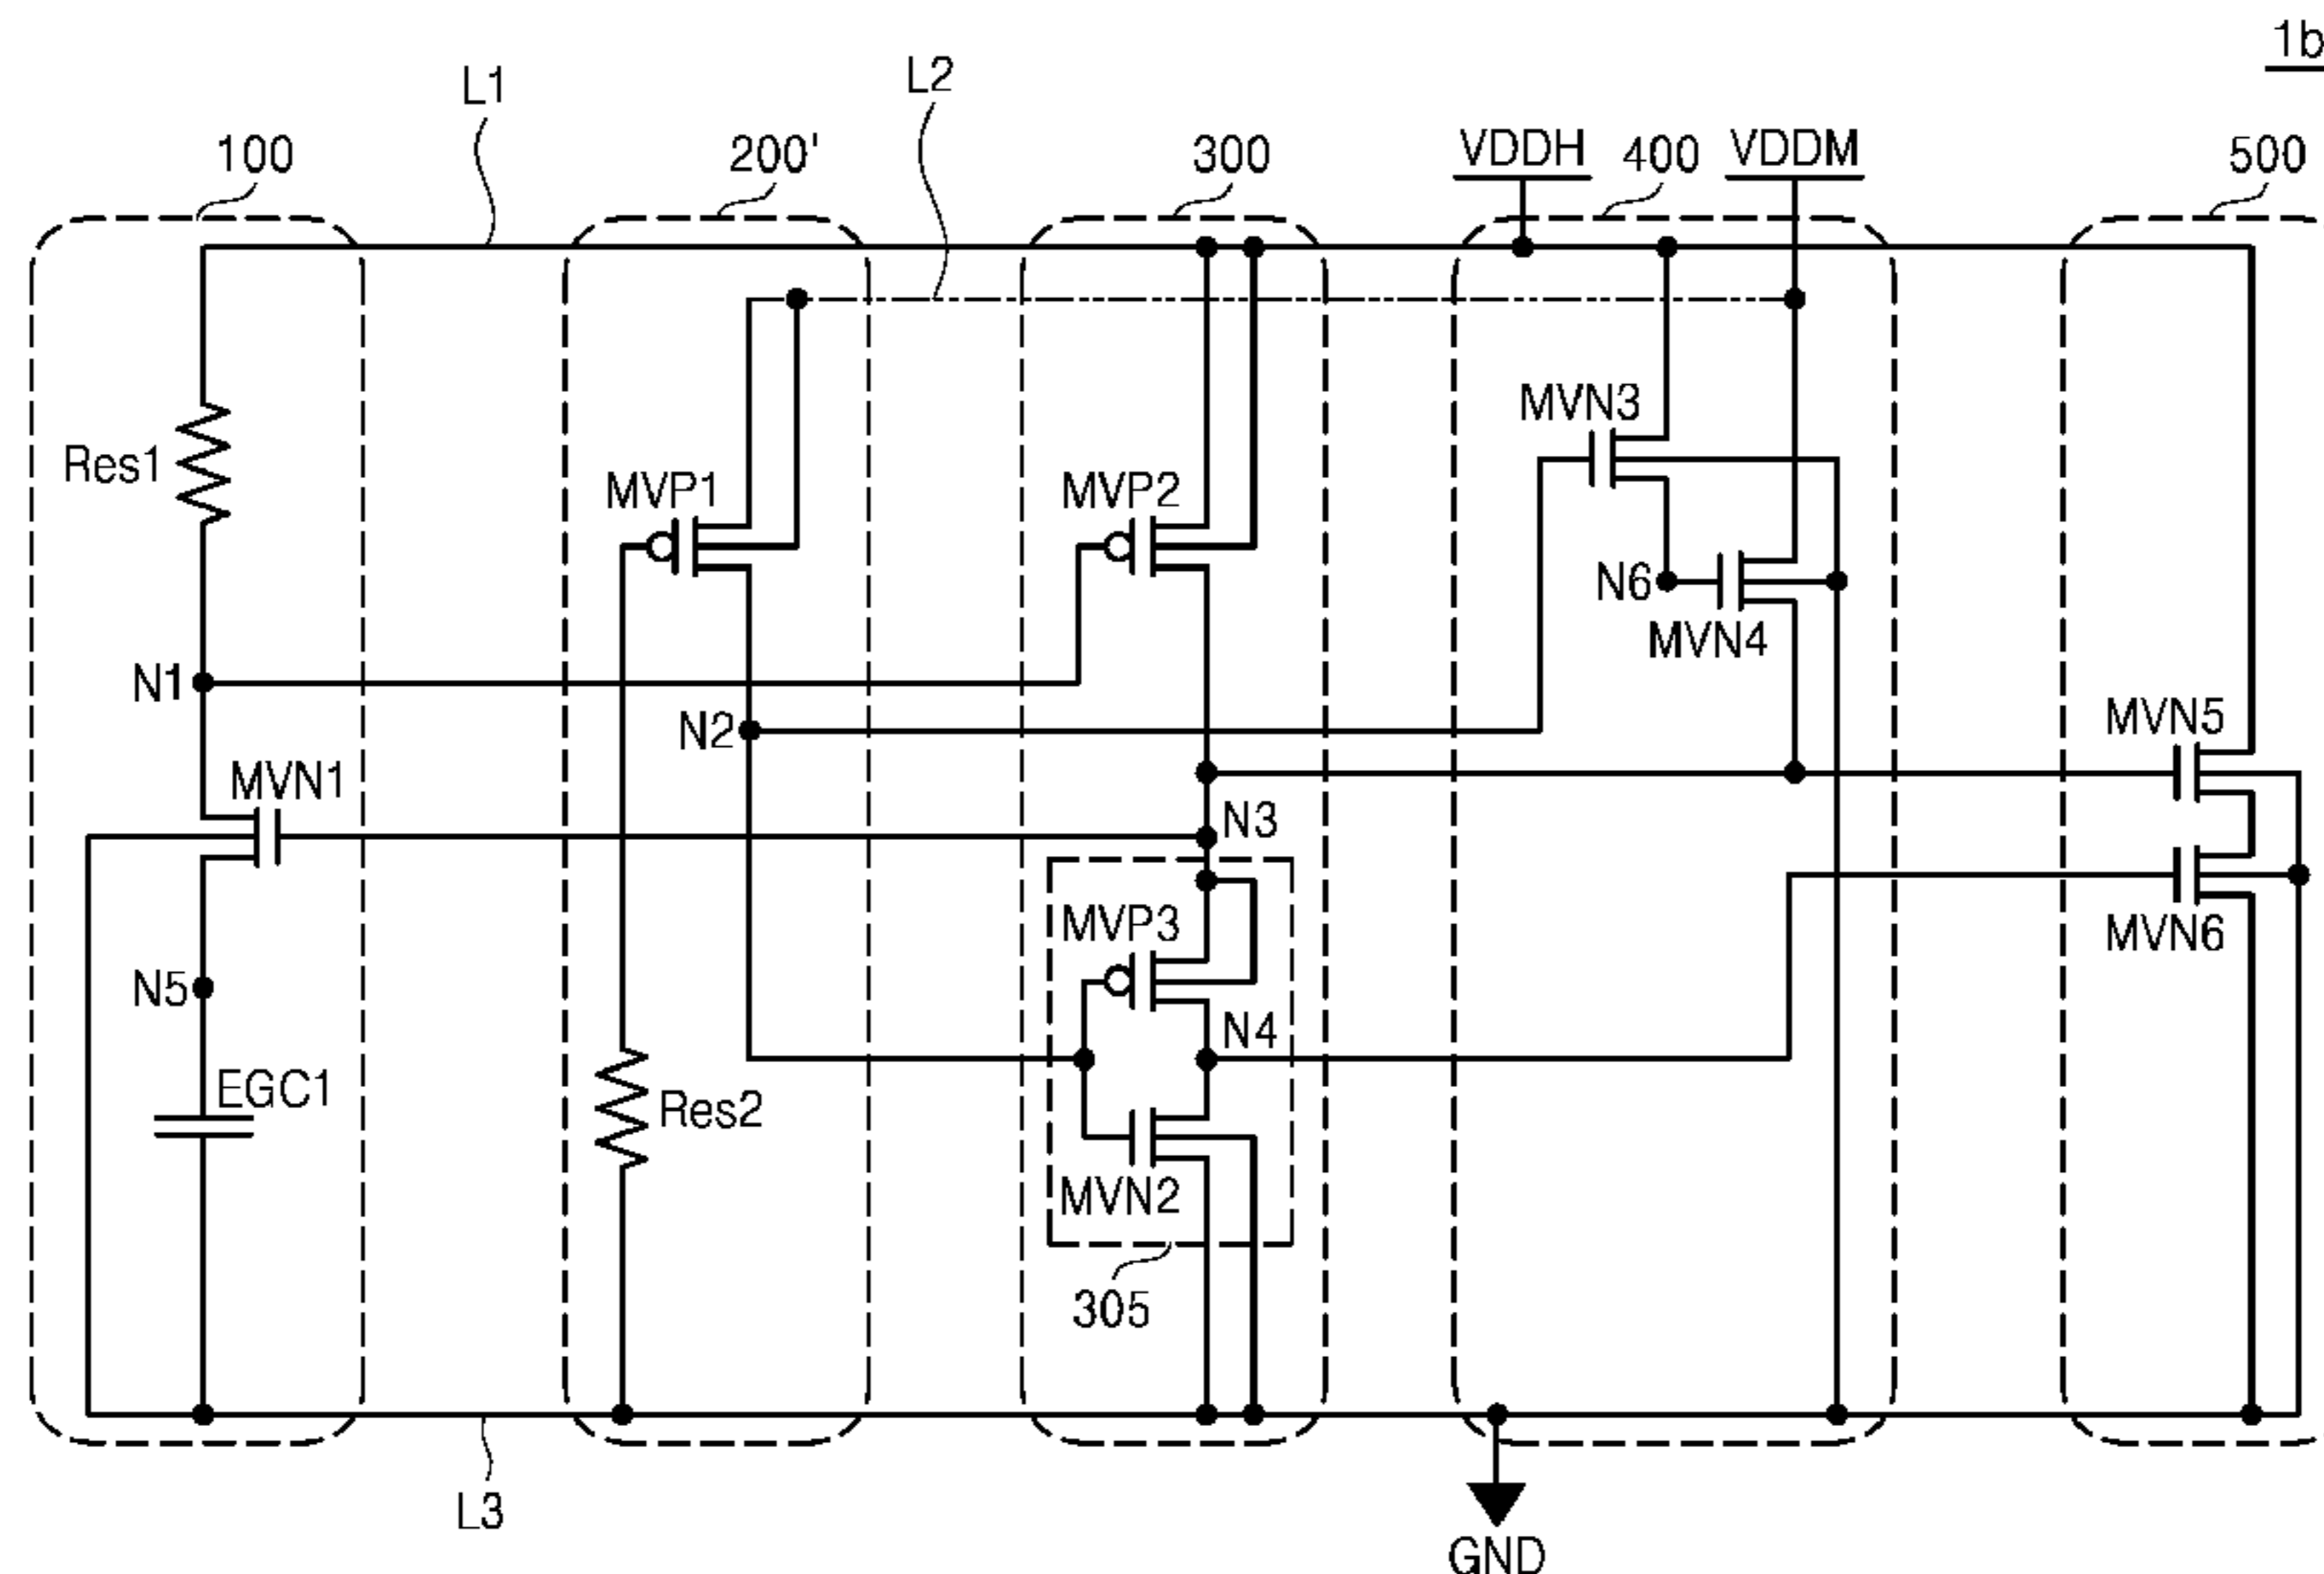 1b
L1
L2
100
200'
300
VDDH
400
VDDM
500
MVN3
Res1
MVP1
MVP2
N6
MVN4
N1
N2
MVN5
MVN1
N3
MVP3
MVN6
N5
N4
EGC1
Res2
MVN2
305
L3
GND